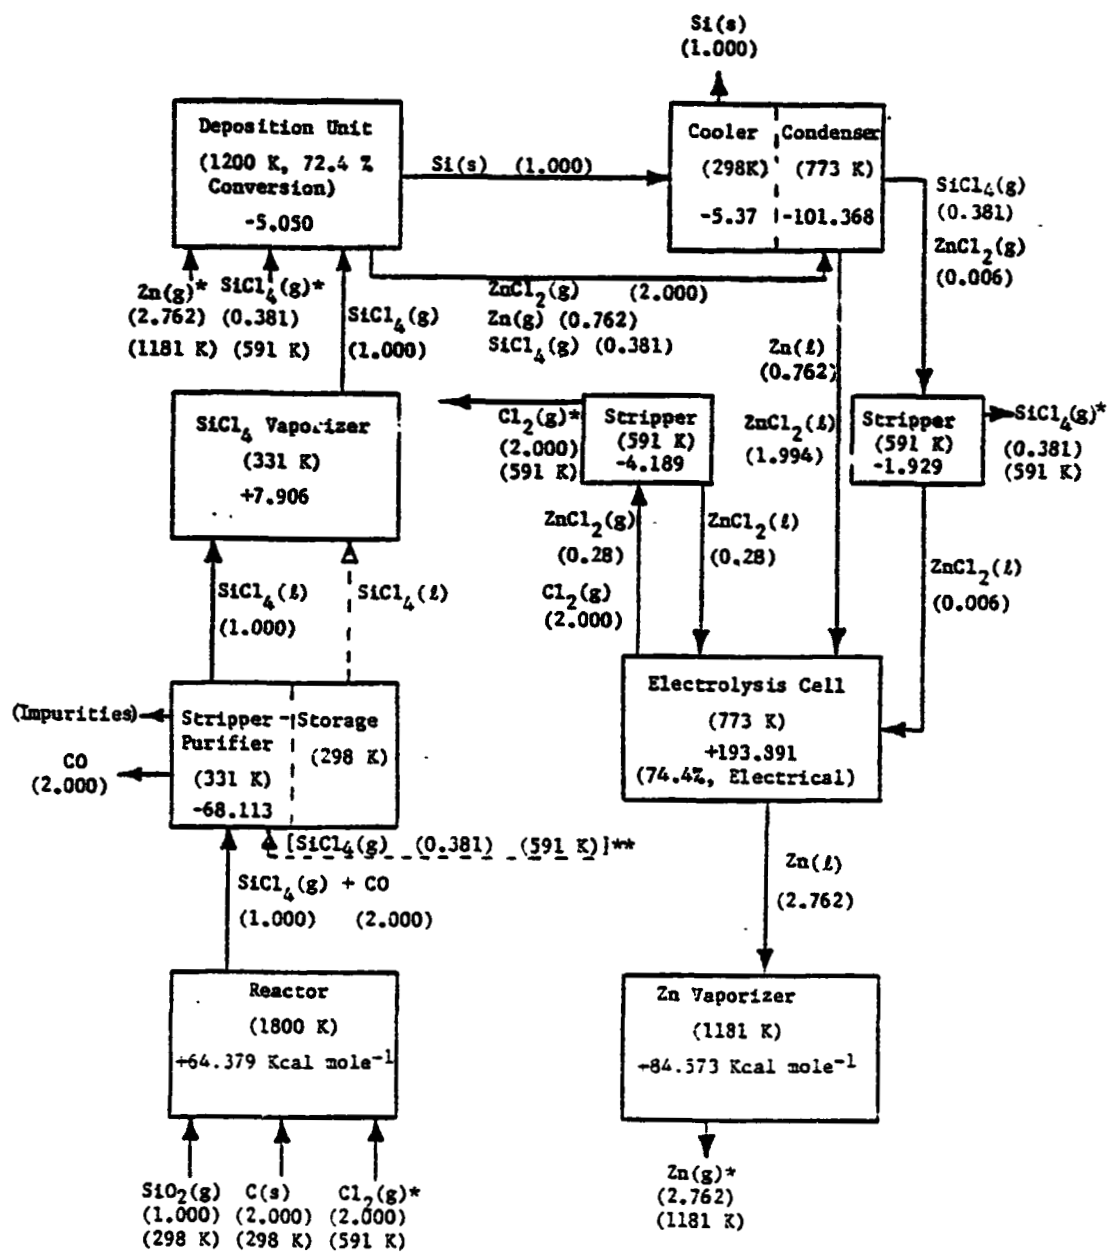 Si(s)
(1.000)
Deposition Unit
(1200 K, 72.4 %
Conversion)
-5.050
Si(s) (1.000)
Cooler
(298K)
-5.37
Condenser
(773 K)
-101.368
SiCl4(g)
(0.381)
ZnCl2(g)
(0.006)
Zn(g)*
(2.762)
(1181 K)
SiCl4(g)*
(0.381)
(591 K)
SiCl4(g)
(1.000)
ZnCl2(g) (2.000)
Zn(g) (0.762)
SiCl4(g) (0.381)
Zn(ℓ)
(0.762)
ZnCl2(ℓ)
(1.994)
SiCl4 Vaporizer
(331 K)
+7.906
Cl2(g)*
(2.000)
(591 K)
Stripper
(591 K)
-4.189
Stripper
(591 K)
-1.929
SiCl4(g)*
(0.381)
(591 K)
ZnCl2(g)
(0.28)
Cl2(g)
(2.000)
ZnCl2(ℓ)
(0.28)
ZnCl2(ℓ)
(0.006)
SiCl4(ℓ)
(1.000)
SiCl4(ℓ)
(Impurities)
CO
(2.000)
Stripper-
Purifier
(331 K)
-68.113
Storage
(298 K)
Electrolysis Cell
(773 K)
+193.891
(74.4%, Electrical)
[SiCl4(g) (0.381) (591 K)]**
SiCl4(g) + CO
(1.000) (2.000)
Zn(ℓ)
(2.762)
Reactor
(1800 K)
+64.379 Kcal mole-1
Zn Vaporizer
(1181 K)
+84.573 Kcal mole-1
SiO2(g)
(1.000)
(298 K)
C(s)
(2.000)
(298 K)
Cl2(g)*
(2.000)
(591 K)
Zn(g)*
(2.762)
(1181 K)